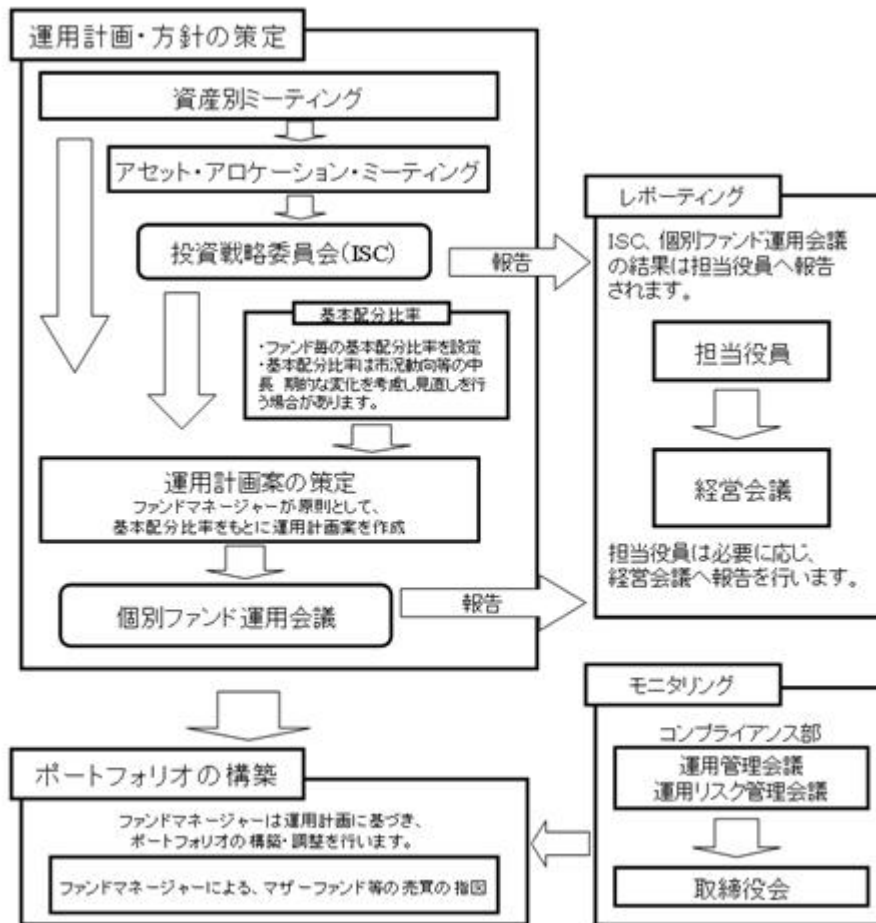 運用計画・方針の策定
資産別ミーティング
アセット・アロケーション・ミーティング
投資戦略委員会(ISC)
報告
基本配分比率
・ファンド毎の基本配分比率を設定
・基本配分比率は市況動向等の中
長 期的な変化を考慮し見直しを行
う場合があります。
運用計画案の策定
ファンドマネージャーが原則として、
基本配分比率をもとに運用計画案を作成
個別ファンド運用会議
報告
レポーティング
ISC、個別ファンド運用会議
の結果は担当役員へ報告
されます。
担当役員
経営会議
担当役員は必要に応じ、
経営会議へ報告を行います。
ポートフォリオの構築
ファンドマネージャーは運用計画に基づき、
ポートフォリオの構築・調整を行います。
ファンドマネージャーによる、マザーファンド等の売買の指図
モニタリング
コンプライアンス部
運用管理会議
運用リスク管理会議
取締役会